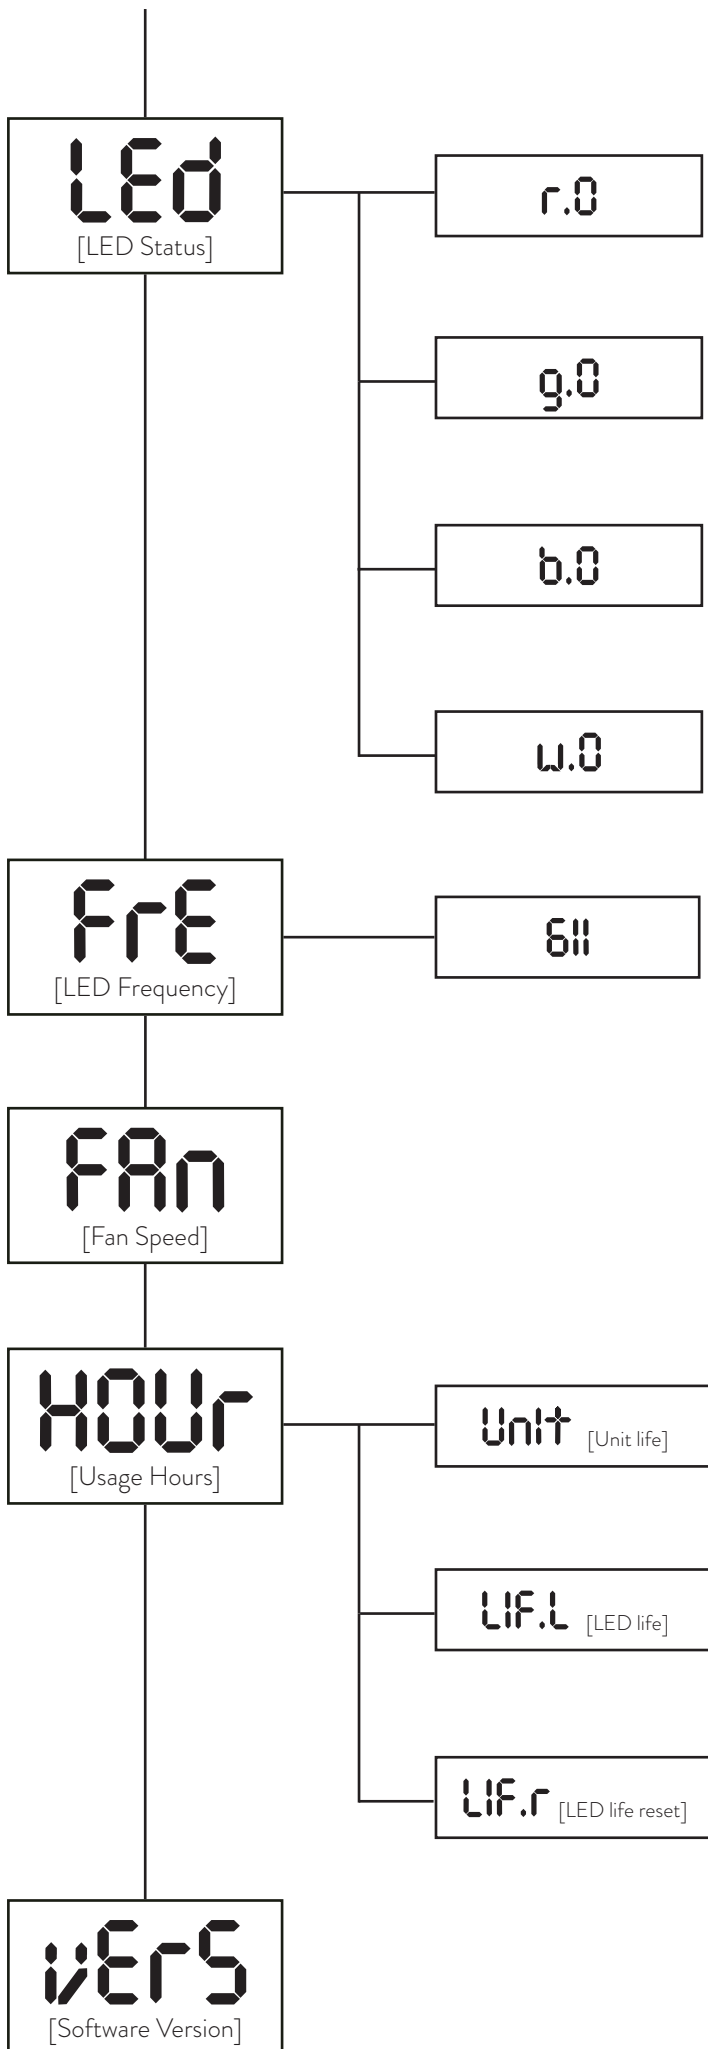 LEd
[LED Status]
r.0
g.0
b.0
w.0
FrE
[LED Frequency]
611
FAn
[Fan Speed]
HOUr
[Usage Hours]
UnIt [Unit life]
LIF.L [LED life]
LIF.r [LED life reset]
vErS
[Software Version]